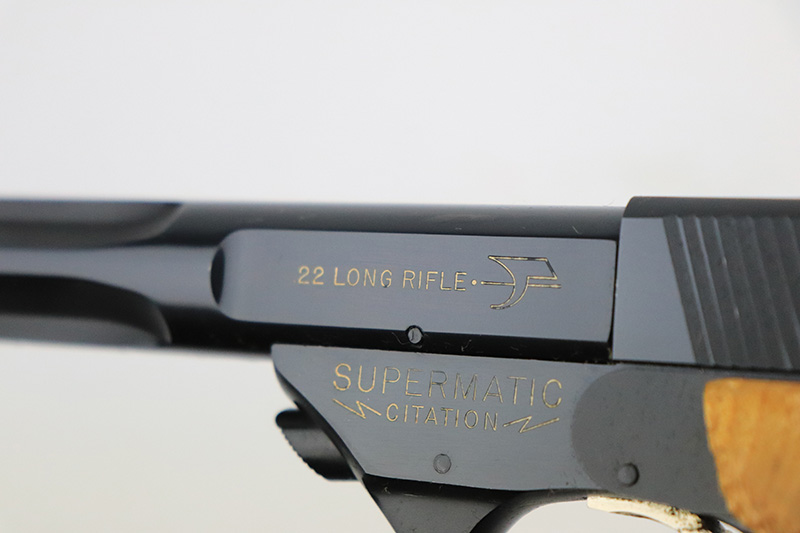 22 LONG RIFLE
SUPERMATIC
CITATION